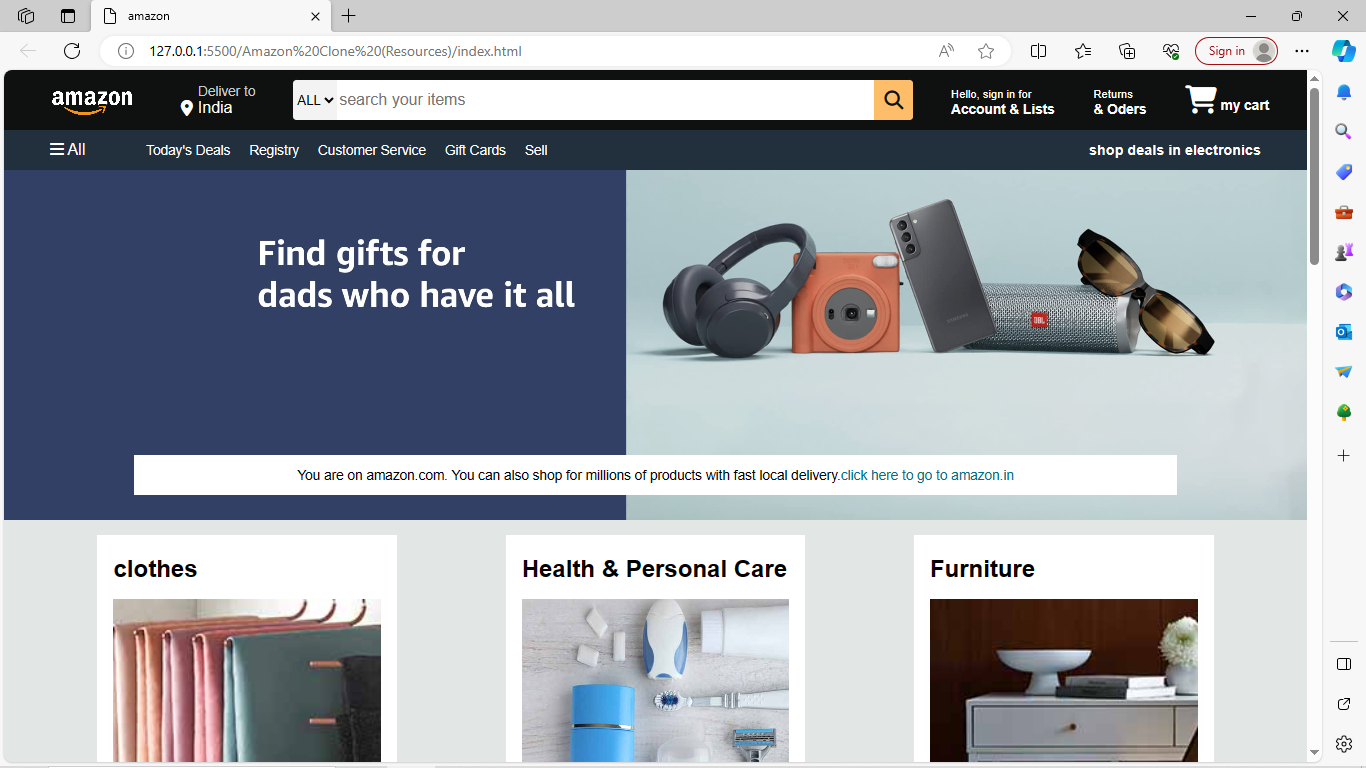 amazon
127.0.0.1:5500/Amazon%20Clone%20(Resources)/index.html
Sign in
amazon
Deliver to
India
ALL
search your items
Hello, sign in for
Account & Lists
Returns
& Oders
my cart
All
Today's Deals
Registry
Customer Service
Gift Cards
Sell
shop deals in electronics
Find gifts for
dads who have it all
SAMSUNG
JBL
You are on amazon.com. You can also shop for millions of products with fast local delivery.click here to go to amazon.in
clothes
Health & Personal Care
Furniture